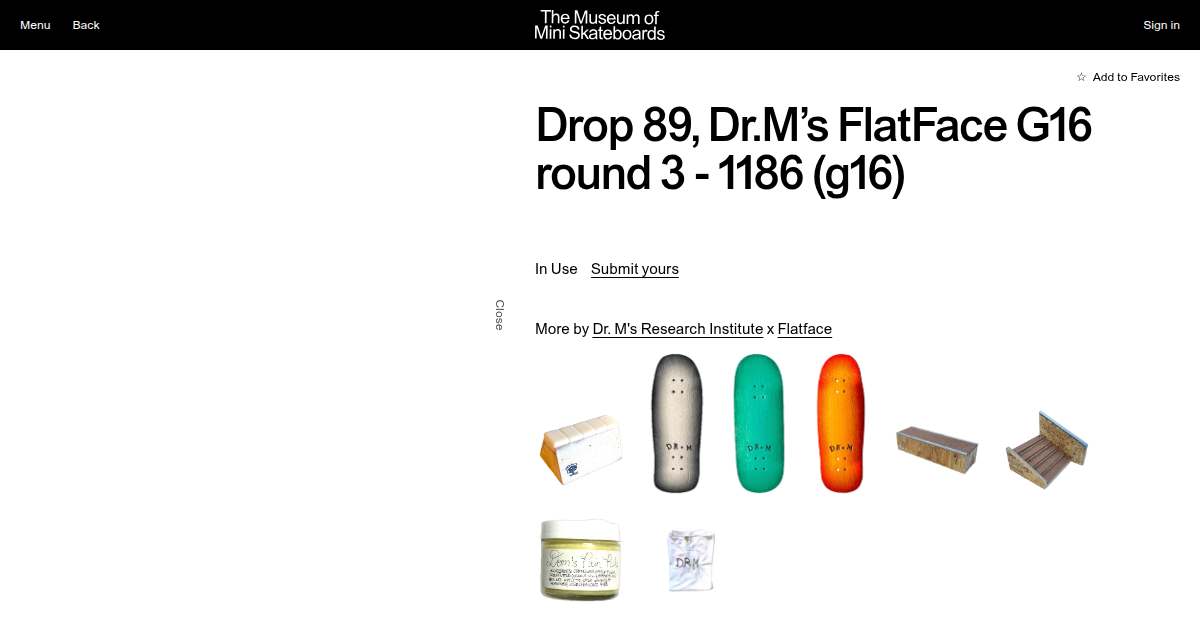 Menu
Back
The Museum of
Mini Skateboards
Sign in
☆ Add to Favorites
Drop 89, Dr.M’s FlatFace G16
round 3 - 1186 (g16)
In Use Submit yours
Close
More by Dr. M's Research Institute x Flatface
DR•M
DR•M
DR•M
DRM